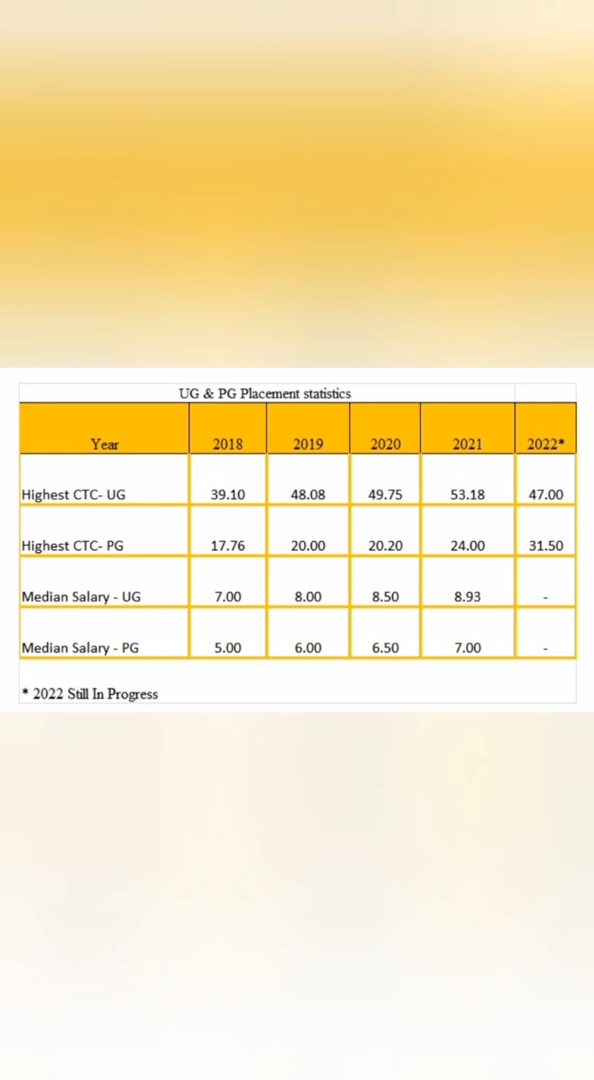 UG & PG Placement statistics
Year 2018 2019 2020 2021 2022*
Highest CTC- UG 39.10 48.08 49.75 53.18 47.00
Highest CTC- PG 17.76 20.00 20.20 24.00 31.50
Median Salary - UG 7.00 8.00 8.50 8.93 -
Median Salary - PG 5.00 6.00 6.50 7.00 -
* 2022 Still In Progress